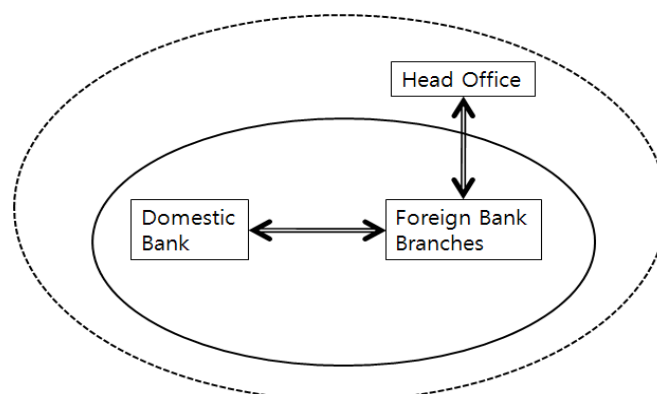 Head Office
Domestic
Bank
Foreign Bank
Branches